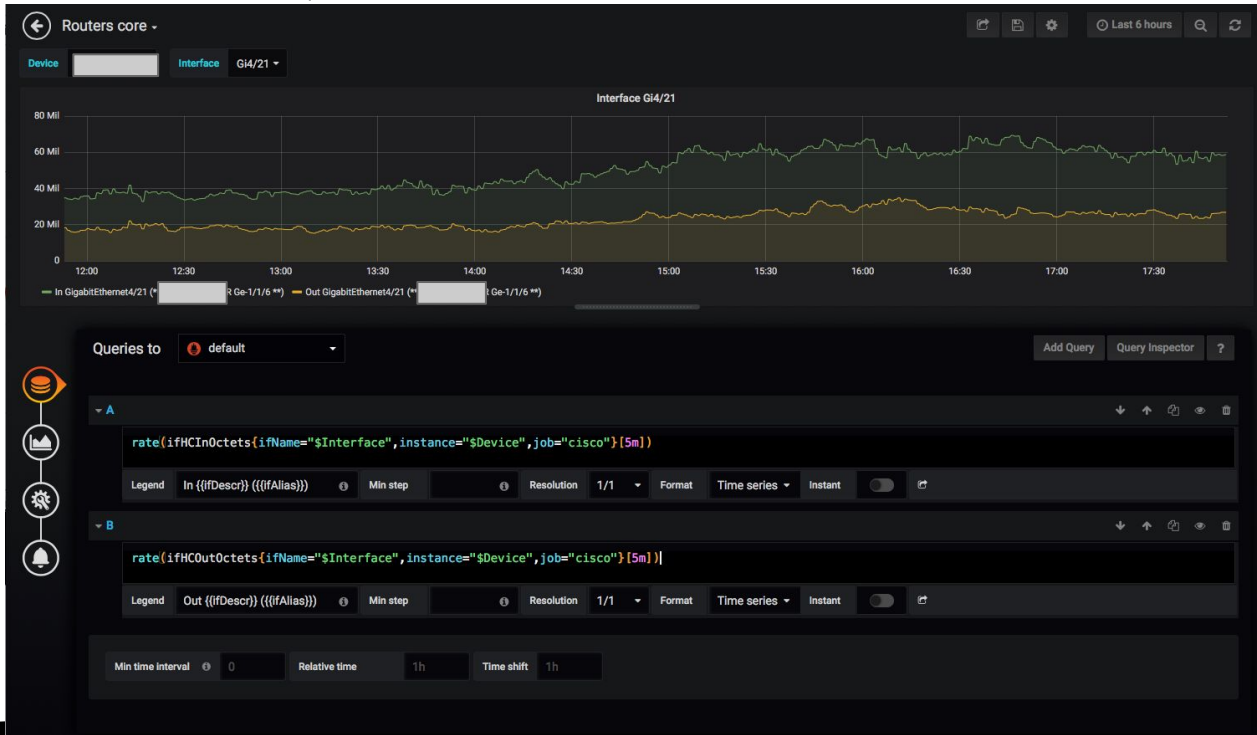 Routers core
Last 6 hours
Device Interface Gi4/21
Interface Gi4/21
80 Mil
60 Mil
40 Mil
20 Mil
0
12:00 12:30 13:00 13:30 14:00 14:30 15:00 15:30 16:00 16:30 17:00 17:30
In GigabitEthernet4/21 (* R Ge-1/1/6 **) Out GigabitEthernet4/21 (** Ge-1/1/6 **)
Queries to default Add Query Query Inspector ?
A
rate(ifHCInOctets{ifName="$Interface",instance="$Device",job="cisco"}[5m])
Legend In {{ifDescr}} ({{ifAlias}}) Min step Resolution 1/1 Format Time series Instant
B
rate(ifHCOutOctets{ifName="$Interface",instance="$Device",job="cisco"}[5m])
Legend Out {{ifDescr}} ({{ifAlias}}) Min step Resolution 1/1 Format Time series Instant
Min time interval 0 Relative time 1h Time shift 1h